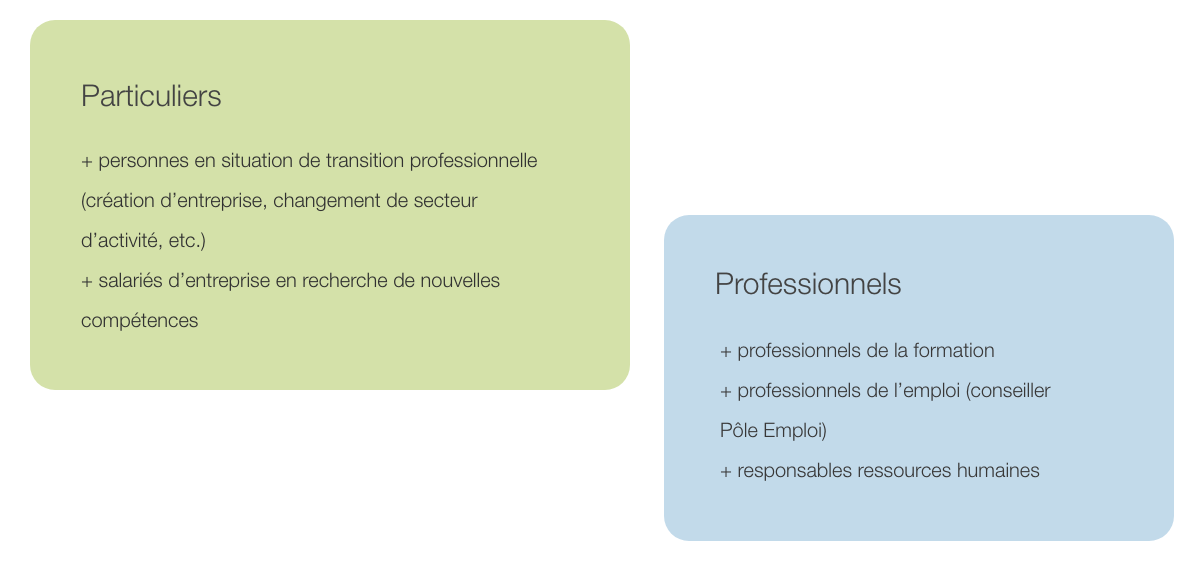 Particuliers
+ personnes en situation de transition professionnelle
(création d’entreprise, changement de secteur
d’activité, etc.)
+ salariés d’entreprise en recherche de nouvelles
compétences
Professionnels
+ professionnels de la formation
+ professionnels de l’emploi (conseiller
Pôle Emploi)
+ responsables ressources humaines